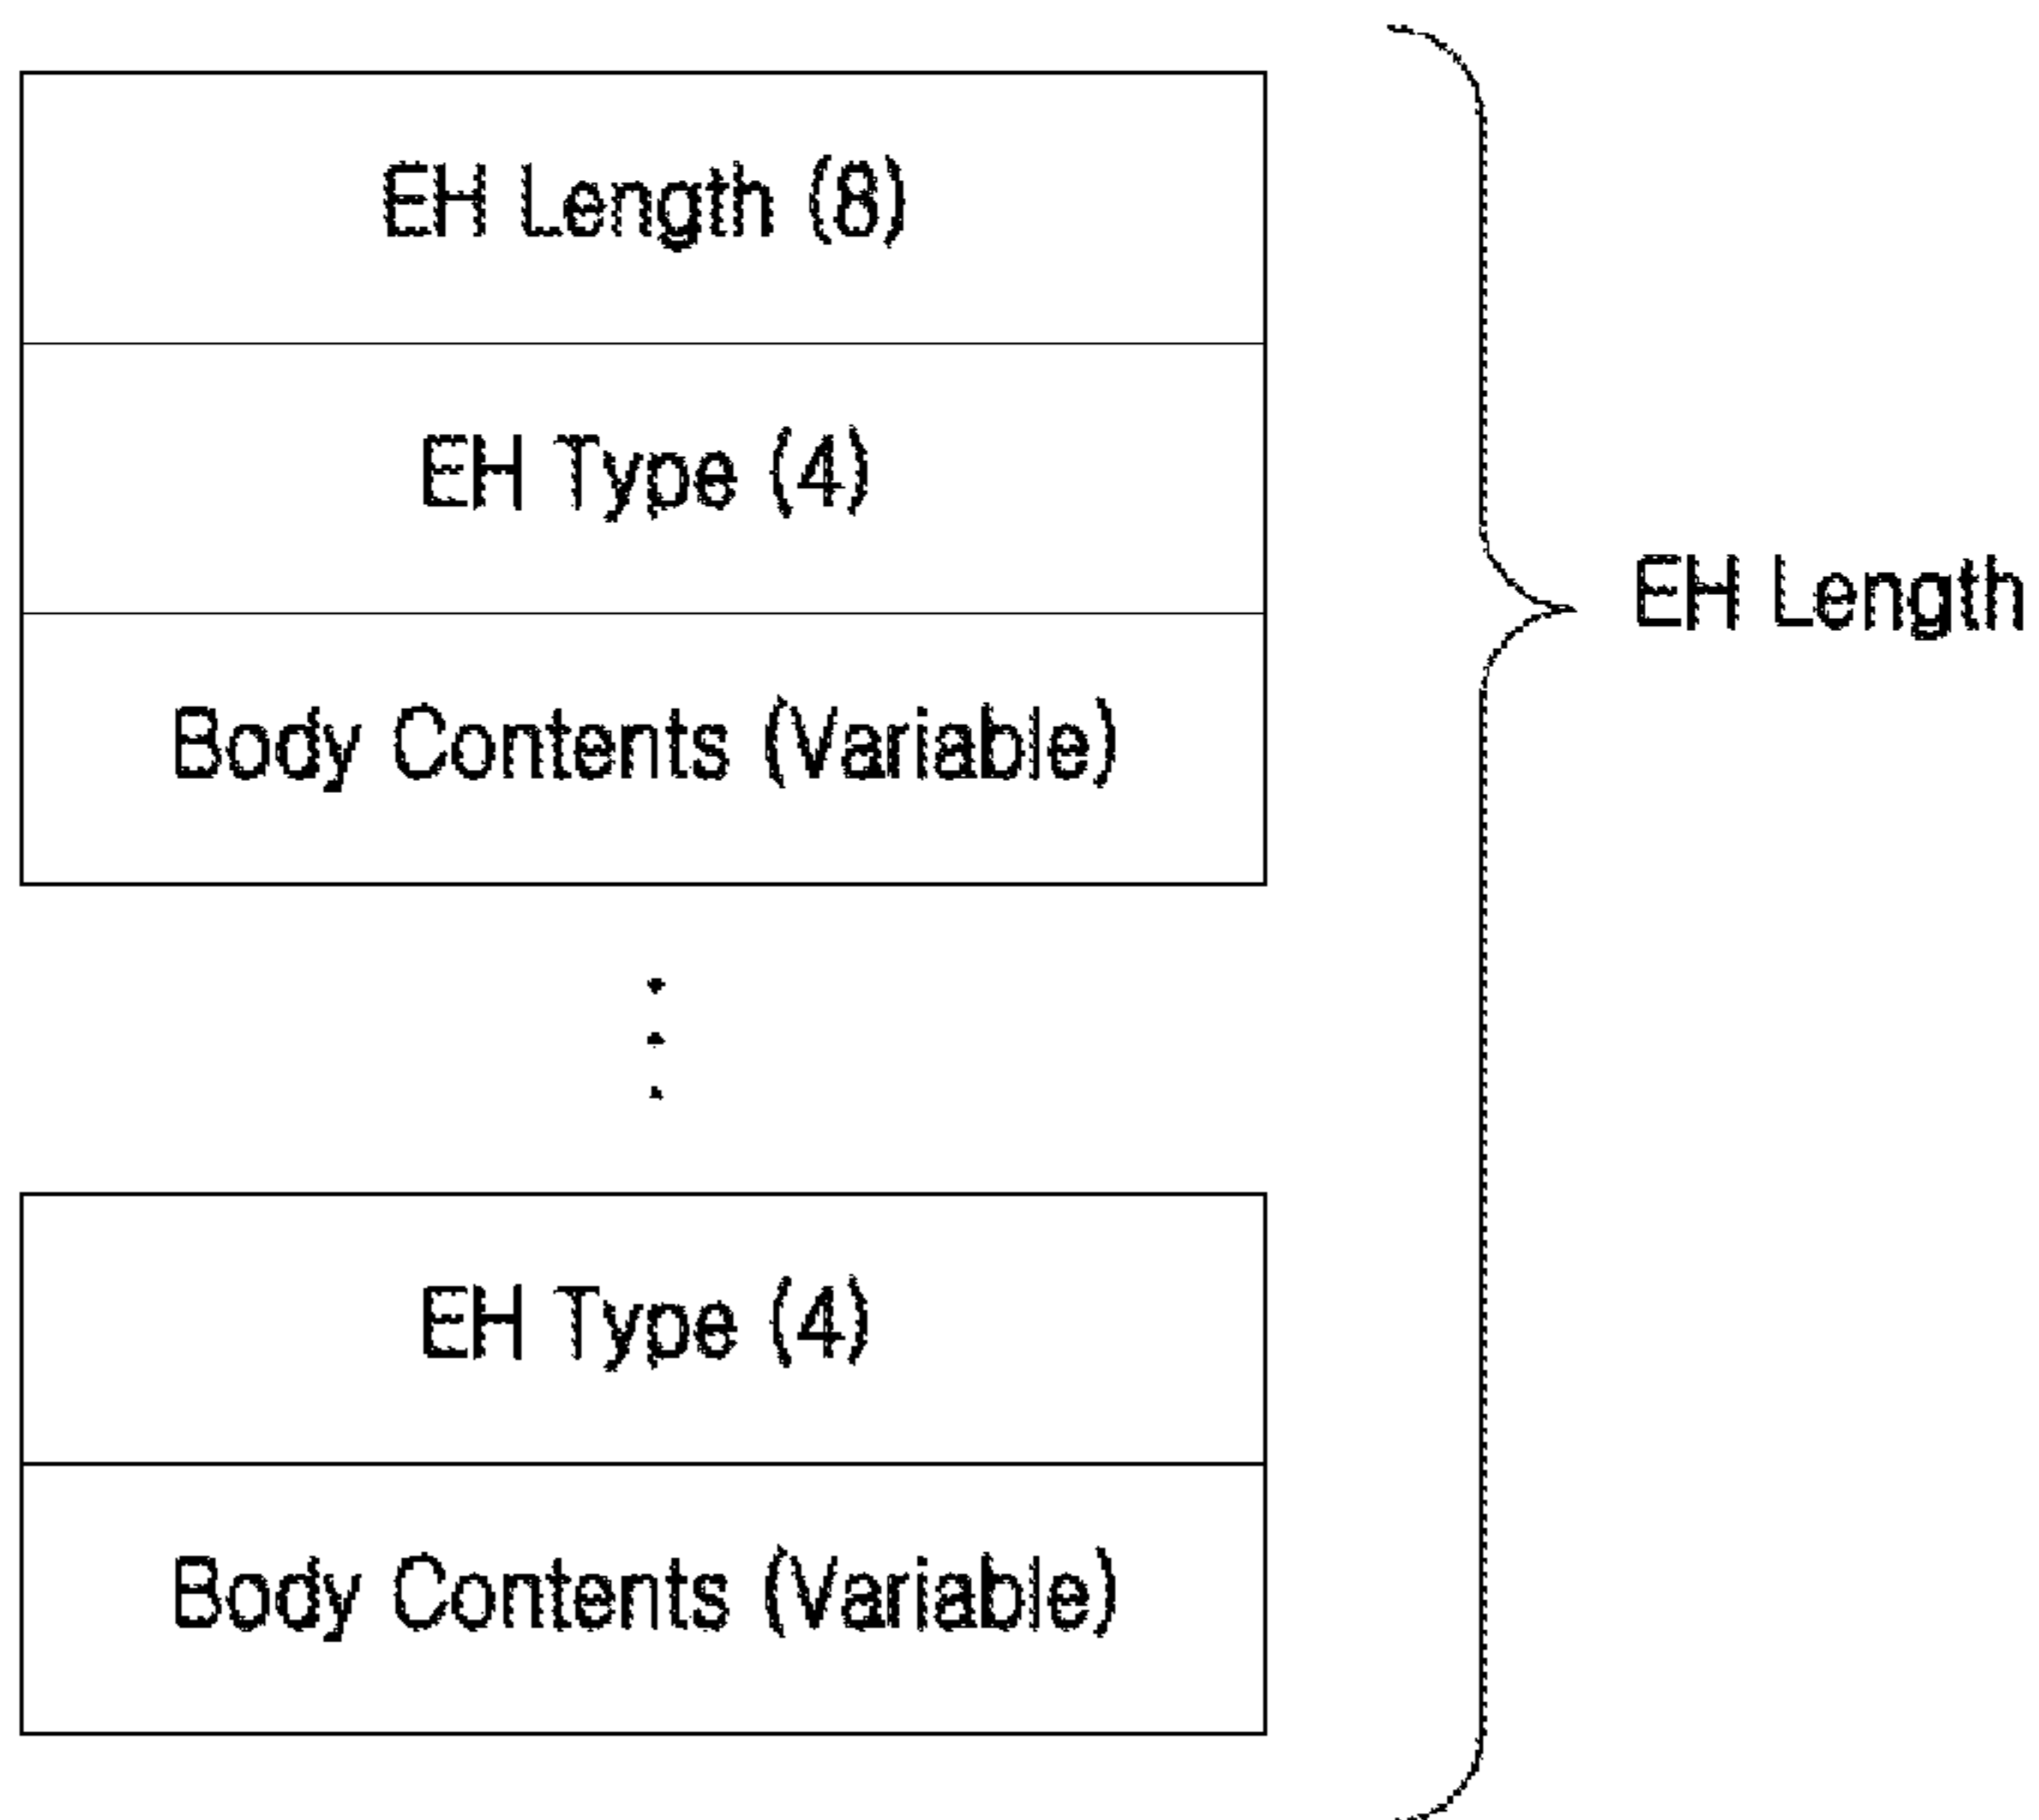 EH Length (8)
EH Type (4)
Body Contents (Variable)
EH Length
EH Type (4)
Body Contents (Variable)